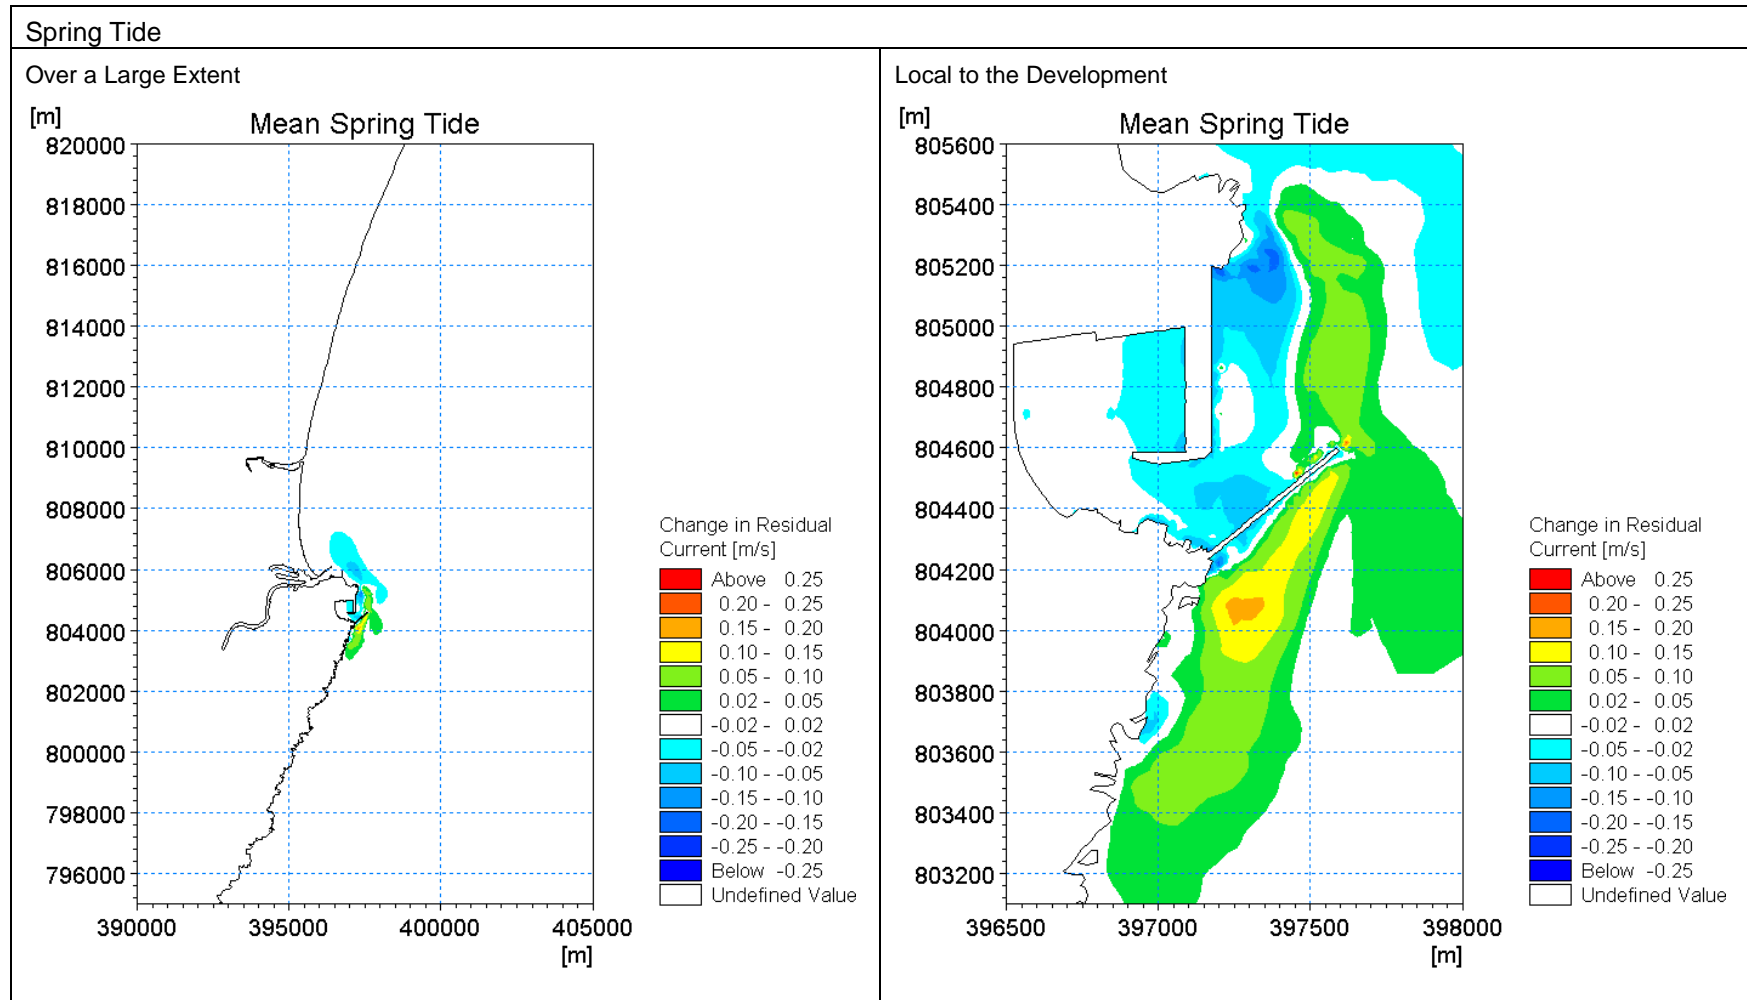 Spring Tide
Over a Large Extent
[m]
Mean Spring Tide
820000
818000
816000
814000
812000
810000
808000
806000
804000
802000
800000
798000
796000
390000 395000 400000 405000
[m]
Change in Residual
Current [m/s]
Above 0.25
0.20 - 0.25
0.15 - 0.20
0.10 - 0.15
0.05 - 0.10
0.02 - 0.05
-0.02 - 0.02
-0.05 - -0.02
-0.10 - -0.05
-0.15 - -0.10
-0.20 - -0.15
-0.25 - -0.20
Below -0.25
Undefined Value
Local to the Development
[m]
Mean Spring Tide
805600
805400
805200
805000
804800
804600
804400
804200
804000
803800
803600
803400
803200
396500 397000 397500 398000
[m]
Change in Residual
Current [m/s]
Above 0.25
0.20 - 0.25
0.15 - 0.20
0.10 - 0.15
0.05 - 0.10
0.02 - 0.05
-0.02 - 0.02
-0.05 - -0.02
-0.10 - -0.05
-0.15 - -0.10
-0.20 - -0.15
-0.25 - -0.20
Below -0.25
Undefined Value